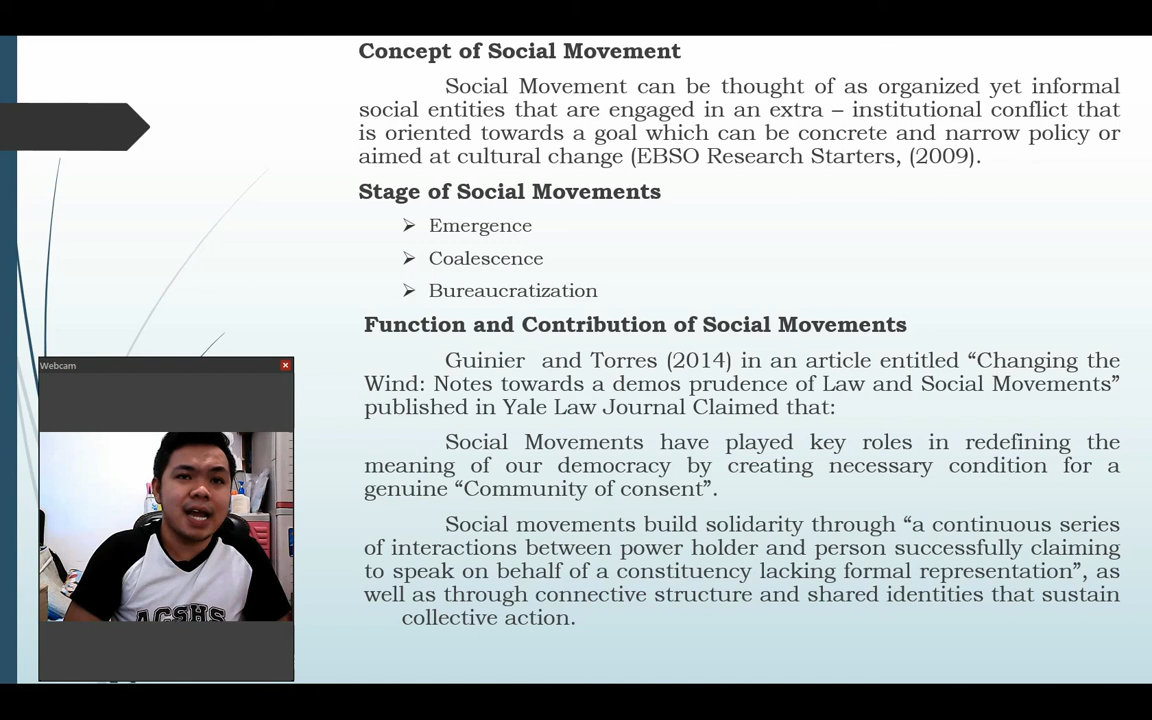 Concept of Social Movement
Social Movement can be thought of as organized yet informal
social entities that are engaged in an extra – institutional conflict that
is oriented towards a goal which can be concrete and narrow policy or
aimed at cultural change (EBSO Research Starters, (2009).
Stage of Social Movements
Emergence
Coalescence
Bureaucratization
Function and Contribution of Social Movements
Guinier and Torres (2014) in an article entitled “Changing the
Wind: Notes towards a demos prudence of Law and Social Movements”
published in Yale Law Journal Claimed that:
Social Movements have played key roles in redefining the
meaning of our democracy by creating necessary condition for a
genuine “Community of consent”.
Social movements build solidarity through “a continuous series
of interactions between power holder and person successfully claiming
to speak on behalf of a constituency lacking formal representation”, as
well as through connective structure and shared identities that sustain
collective action.
Webcam
ACSHS